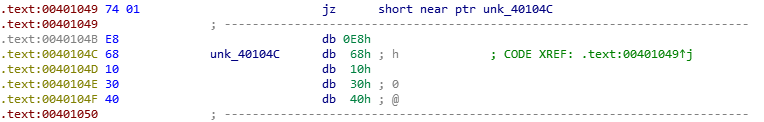 .text:00401049 74 01 jz short near ptr unk_40104C
.text:00401049 ; ---------------------------------------------------------------------------
.text:0040104B E8 db 0E8h
.text:0040104C 68 unk_40104C db 68h ; h ; CODE XREF: .text:00401049↑j
.text:0040104D 10 db 10h
.text:0040104E 30 db 30h ; 0
.text:0040104F 40 db 40h ; @
.text:00401050 ; ---------------------------------------------------------------------------